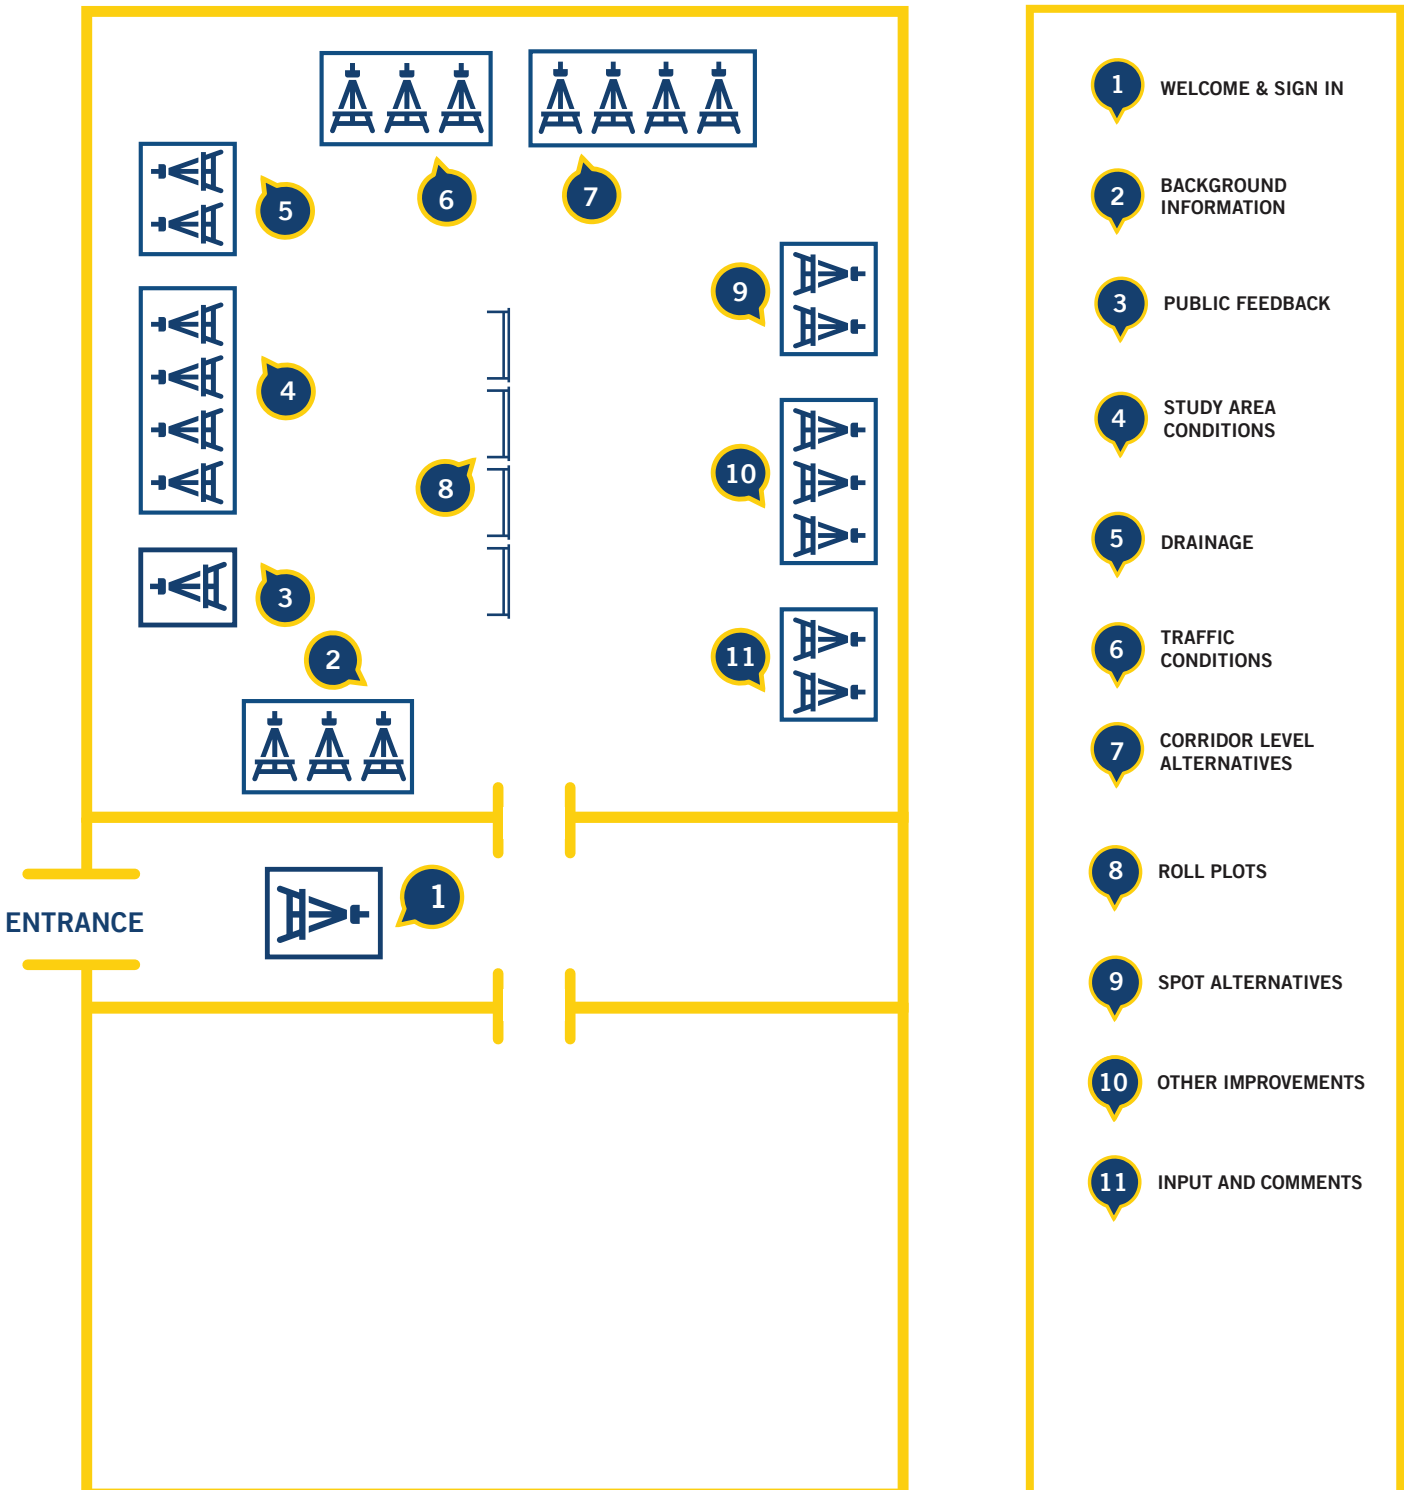 6
7
5
9
4
10
8
3
2
11
1
ENTRANCE
1
WELCOME & SIGN IN
2
BACKGROUND
INFORMATION
3
PUBLIC FEEDBACK
4
STUDY AREA
CONDITIONS
5
DRAINAGE
6
TRAFFIC
CONDITIONS
7
CORRIDOR LEVEL
ALTERNATIVES
8
ROLL PLOTS
9
SPOT ALTERNATIVES
10
OTHER IMPROVEMENTS
11
INPUT AND COMMENTS